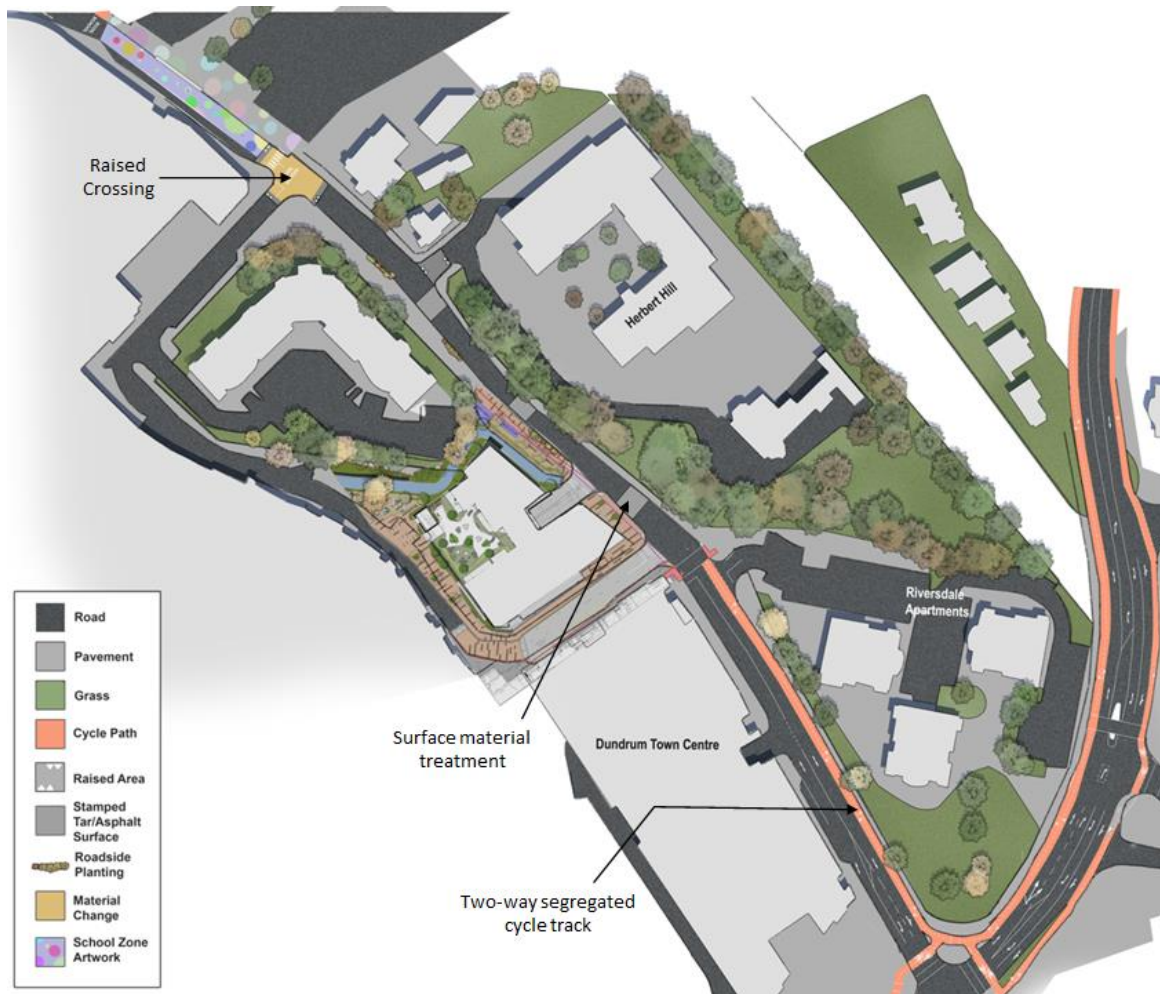 Raised
Crossing
Herbert Hill
Riversdale
Apartments
Surface material
treatment
Dundrum Town Centre
Two-way segregated
cycle track
Road
Pavement
Grass
Cycle Path
Raised Area
Stamped
Tar/Asphalt
Surface
Roadside
Planting
Material
Change
School Zone
Artwork